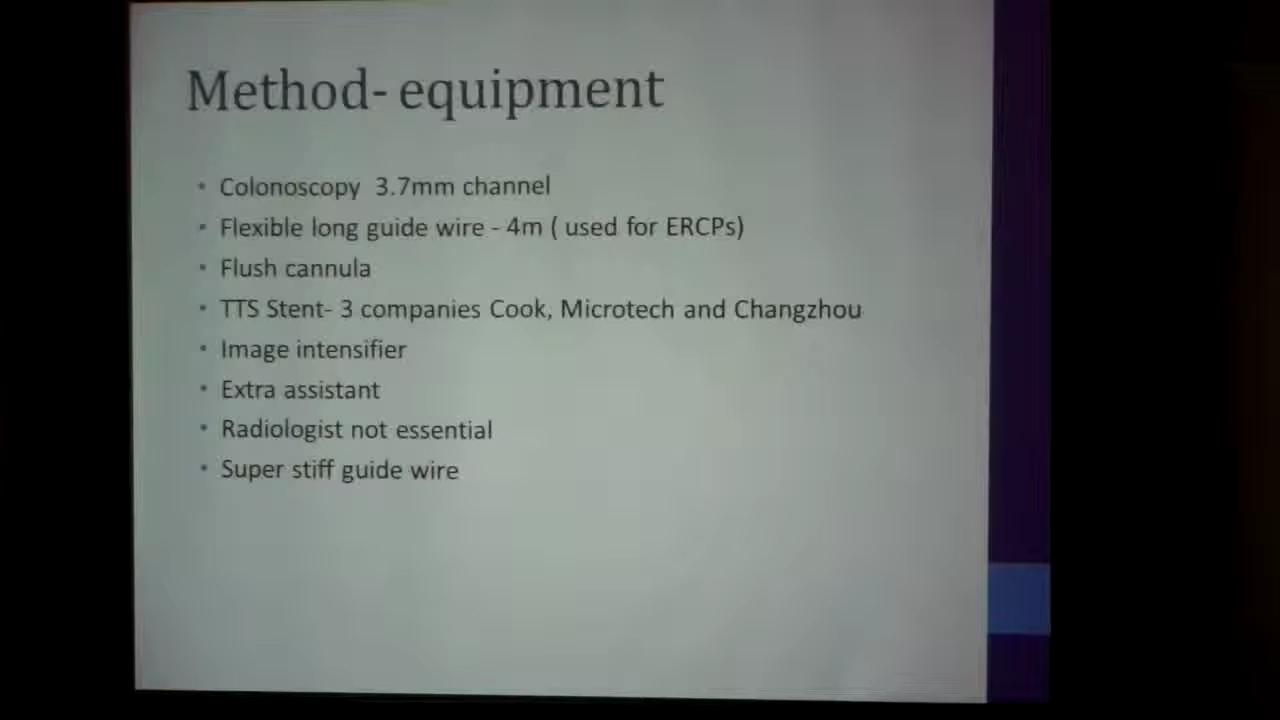 Method- equipment
• Colonoscopy 3.7mm channel
• Flexible long guide wire - 4m ( used for ERCPs)
• Flush cannula
• TTS Stent- 3 companies Cook, Microtech and Changzhou
• Image intensifier
• Extra assistant
• Radiologist not essential
• Super stiff guide wire